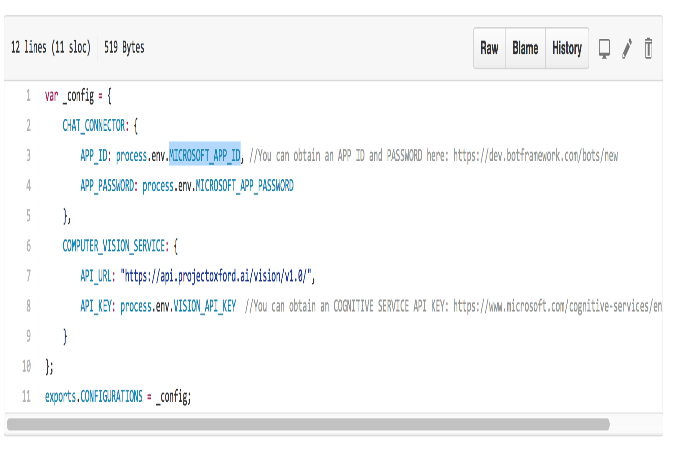 12 lines (11 sloc) 519 Bytes Raw Blame History
1 var _config = {
2 CHAT_CONNECTOR: {
3 APP_ID: process.env.MICROSOFT_APP_ID, //You can obtain an APP ID and PASSWORD here: https://dev.botframework.com/bots/new
4 APP_PASSWORD: process.env.MICROSOFT_APP_PASSWORD
5 },
6 COMPUTER_VISION_SERVICE: {
7 API_URL: "https://api.projectoxford.ai/vision/v1.0/",
8 API_KEY: process.env.VISION_API_KEY //You can obtain an COGNITIVE SERVICE API KEY: https://www.microsoft.com/cognitive-services/en
9 }
10 };
11 exports.CONFIGURATIONS = _config;